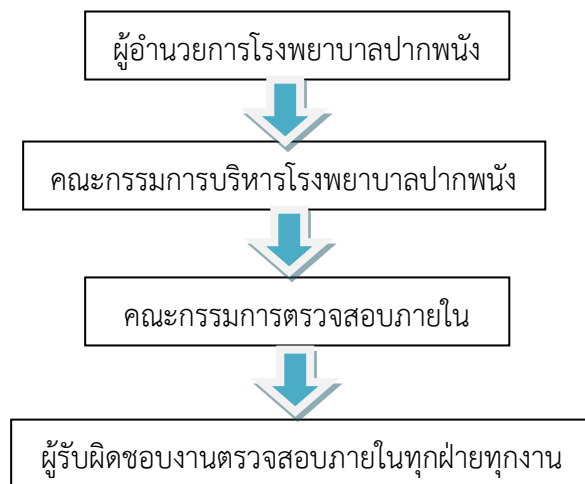 ผู้อำนวยการโรงพยาบาลปากพนัง
คณะกรรมการบริหารโรงพยาบาลปากพนัง
คณะกรรมการตรวจสอบภายใน
ผู้รับผิดชอบงานตรวจสอบภายในทุกฝ่ายทุกงาน